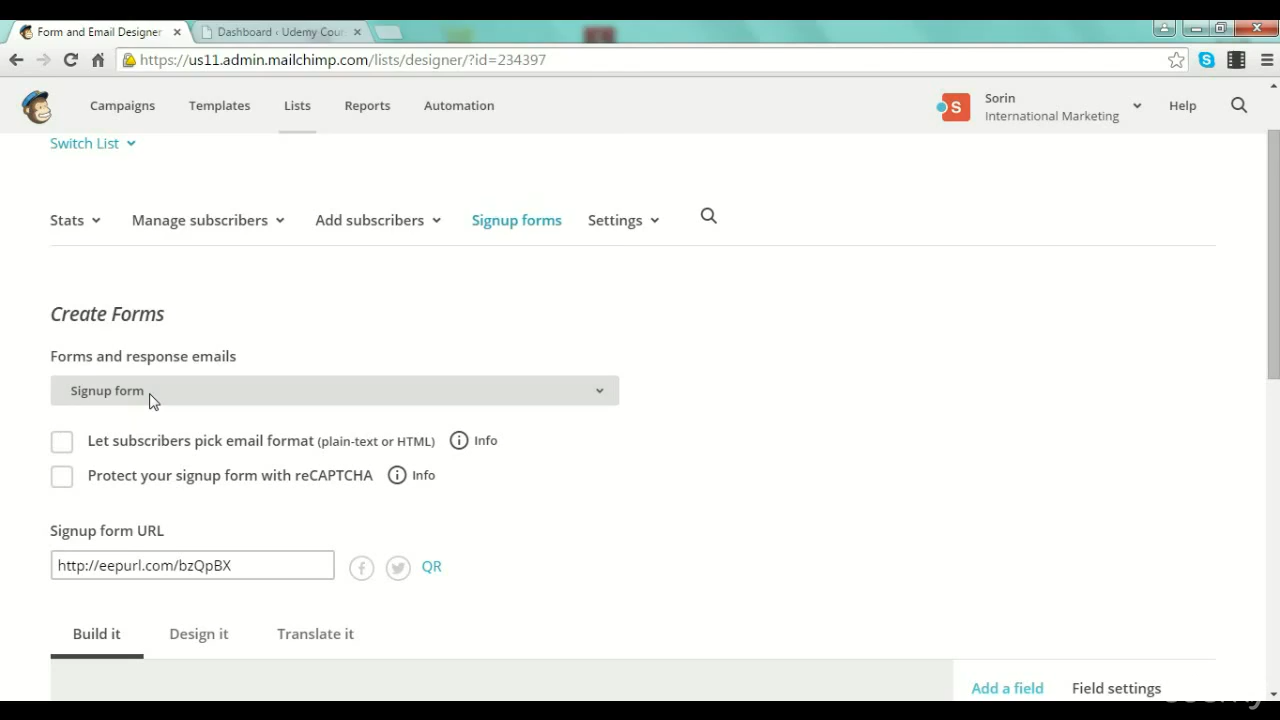 Form and Email Designer
Dashboard ‹ Udemy Cour
https://us11.admin.mailchimp.com/lists/designer/?id=234397
Campaigns Templates Lists Reports Automation
S Sorin
International Marketing
Help
Switch List
Stats Manage subscribers Add subscribers Signup forms Settings
Create Forms
Forms and response emails
Signup form
Let subscribers pick email format (plain-text or HTML) i Info
Protect your signup form with reCAPTCHA i Info
Signup form URL
http://eepurl.com/bzQpBX QR
Build it Design it Translate it
Add a field Field settings